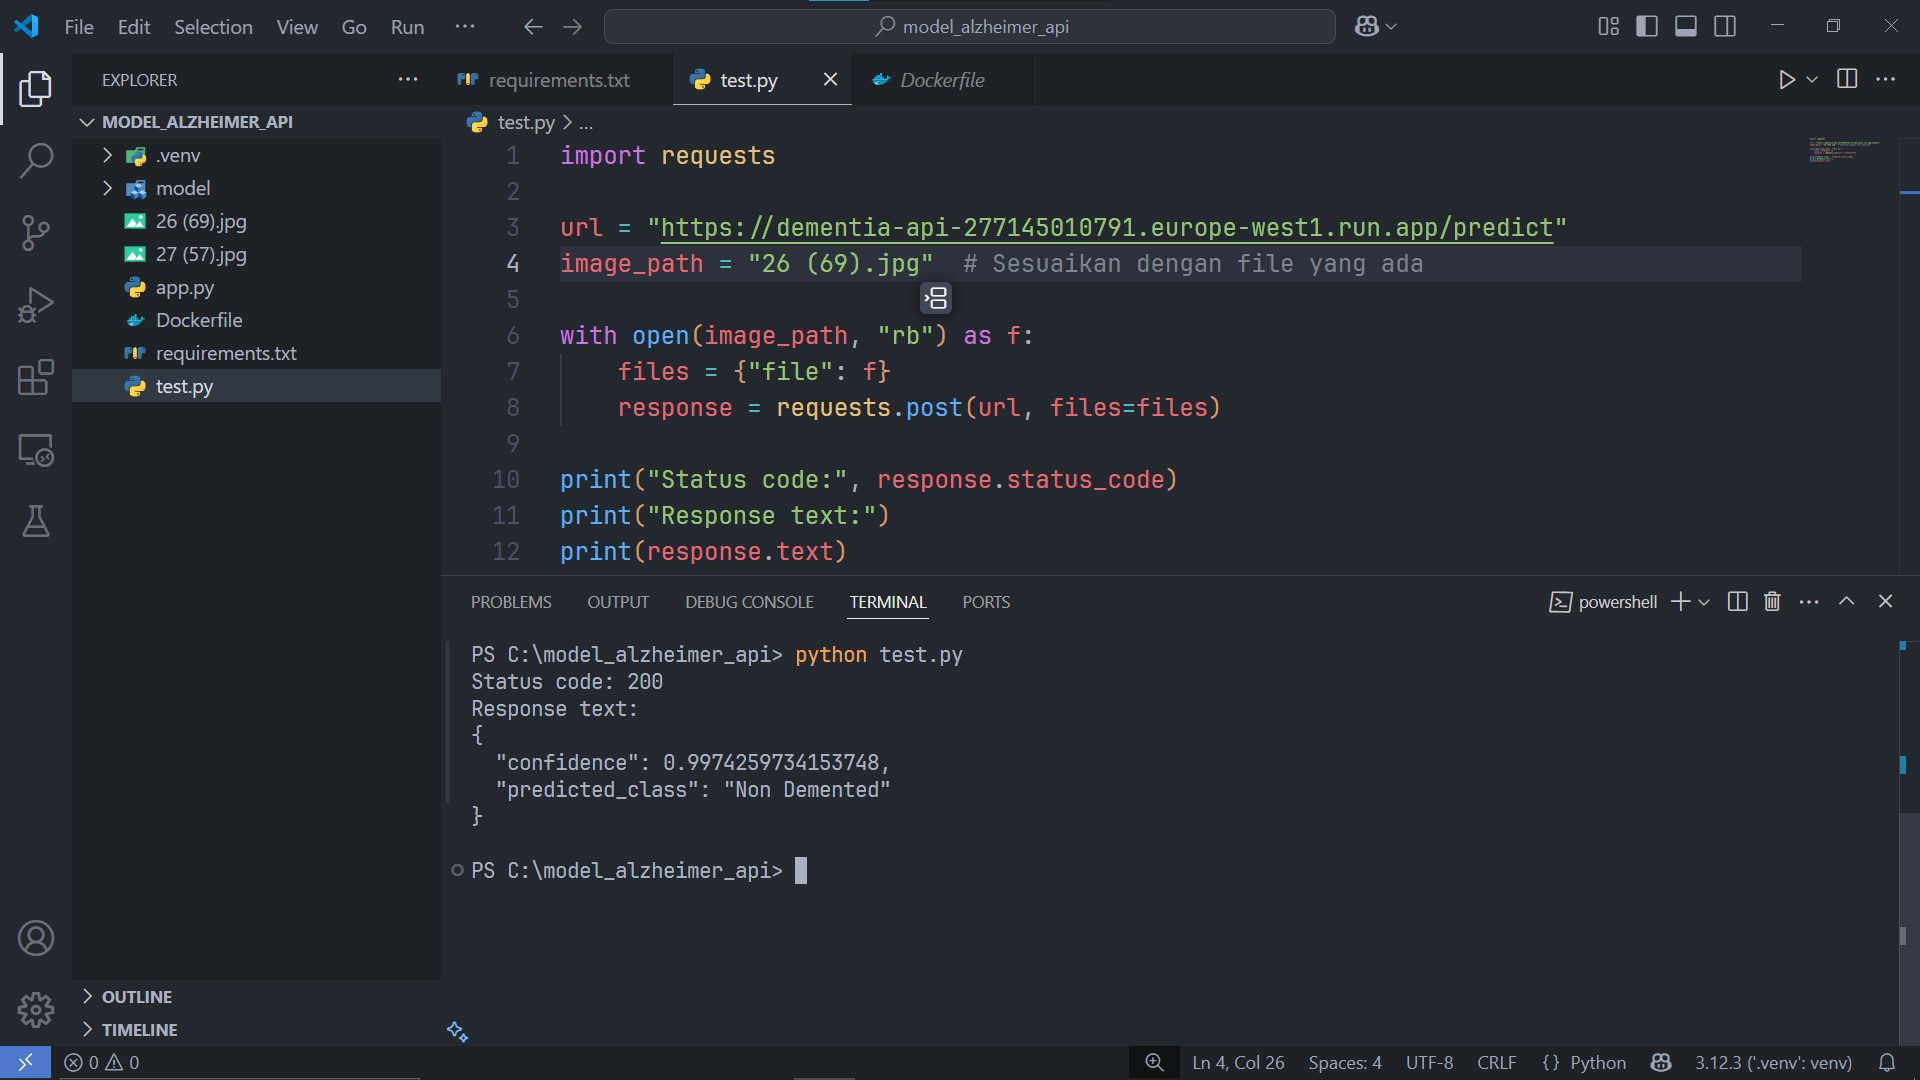 File Edit Selection View Go Run ··· model_alzheimer_api
EXPLORER ···
MODEL_ALZHEIMER_API
.venv
model
26 (69).jpg
27 (57).jpg
app.py
Dockerfile
requirements.txt
test.py
OUTLINE
TIMELINE
requirements.txt test.py Dockerfile
test.py > ...
1 import requests
2
3 url = "https://dementia-api-277145010791.europe-west1.run.app/predict"
4 image_path = "26 (69).jpg"  # Sesuaikan dengan file yang ada
5
6 with open(image_path, "rb") as f:
7     files = {"file": f}
8     response = requests.post(url, files=files)
9
10 print("Status code:", response.status_code)
11 print("Response text:")
12 print(response.text)
PROBLEMS OUTPUT DEBUG CONSOLE TERMINAL PORTS powershell
PS C:\model_alzheimer_api> python test.py
Status code: 200
Response text:
{
  "confidence": 0.9974259734153748,
  "predicted_class": "Non Demented"
}
PS C:\model_alzheimer_api>
0 0 Ln 4, Col 26 Spaces: 4 UTF-8 CRLF {} Python 3.12.3 ('.venv': venv)